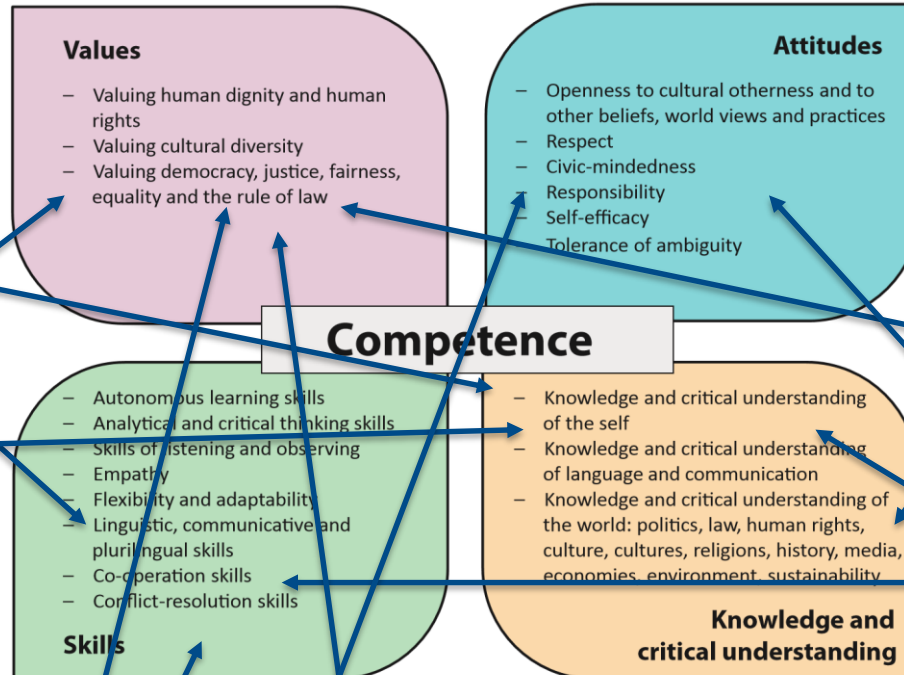 Values
– Valuing human dignity and human
rights
– Valuing cultural diversity
– Valuing democracy, justice, fairness,
equality and the rule of law
Attitudes
– Openness to cultural otherness and to
other beliefs, world views and practices
– Respect
– Civic-mindedness
– Responsibility
– Self-efficacy
Tolerance of ambiguity
Competence
– Autonomous learning skills
– Analytical and critical thinking skills
– Skills of listening and observing
– Empathy
– Flexibility and adaptability
– Linguistic, communicative and
plurilingual skills
– Co-operation skills
– Conflict-resolution skills
Skills
– Knowledge and critical understanding
of the self
– Knowledge and critical understanding
of language and communication
– Knowledge and critical understanding of
the world: politics, law, human rights,
culture, cultures, religions, history, media,
economies, environment, sustainability
Knowledge and
critical understanding